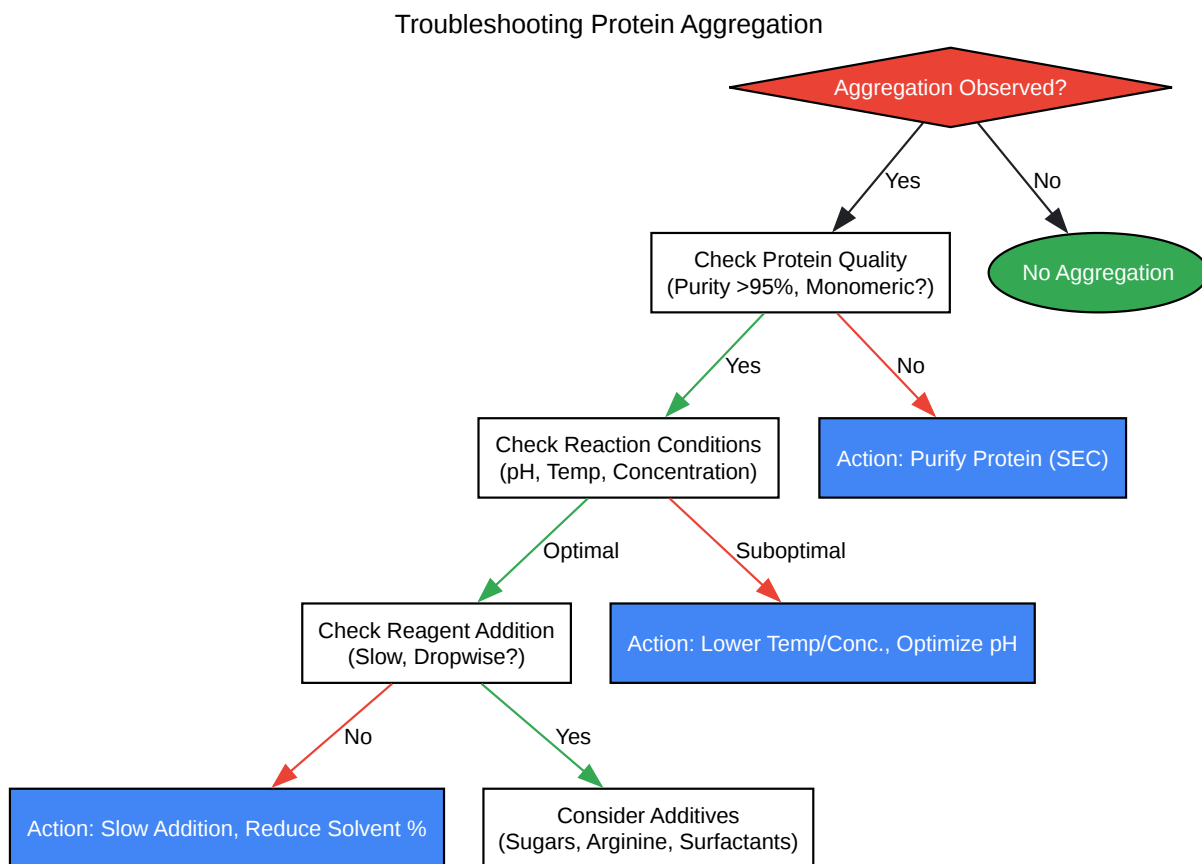 Troubleshooting Protein Aggregation
Aggregation Observed?
Yes
No
Check Protein Quality
(Purity >95%, Monomeric?)
No Aggregation
Yes
No
Check Reaction Conditions
(pH, Temp, Concentration)
Action: Purify Protein (SEC)
Optimal
Suboptimal
Check Reagent Addition
(Slow, Dropwise?)
Action: Lower Temp/Conc., Optimize pH
No
Yes
Action: Slow Addition, Reduce Solvent %
Consider Additives
(Sugars, Arginine, Surfactants)